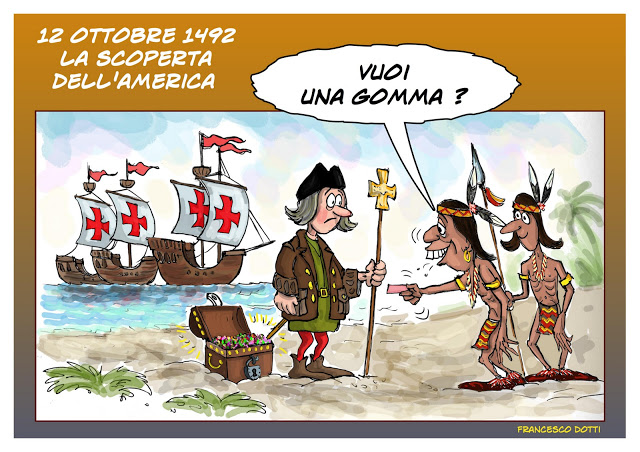 12 OTTOBRE 1492
LA SCOPERTA
DELL'AMERICA
VUOI
UNA GOMMA ?
FRANCESCO DOTTI